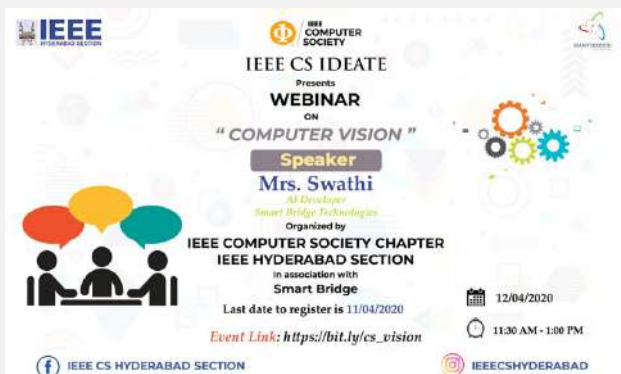 IEEE
HYDERABAD SECTION
IEEE
COMPUTER
SOCIETY
IEEE CS IDEATE
Presents
WEBINAR
ON
“ COMPUTER VISION ”
Speaker
Mrs. Swathi
AI Developer
Smart Bridge Technologies
Organized by
IEEE COMPUTER SOCIETY CHAPTER
IEEE HYDERABAD SECTION
In association with
Smart Bridge
Last date to register is 11/04/2020
Event Link: https://bit.ly/cs_vision
12/04/2020
11:30 AM - 1:00 PM
IEEE CS HYDERABAD SECTION
IEEECSHYDERABAD